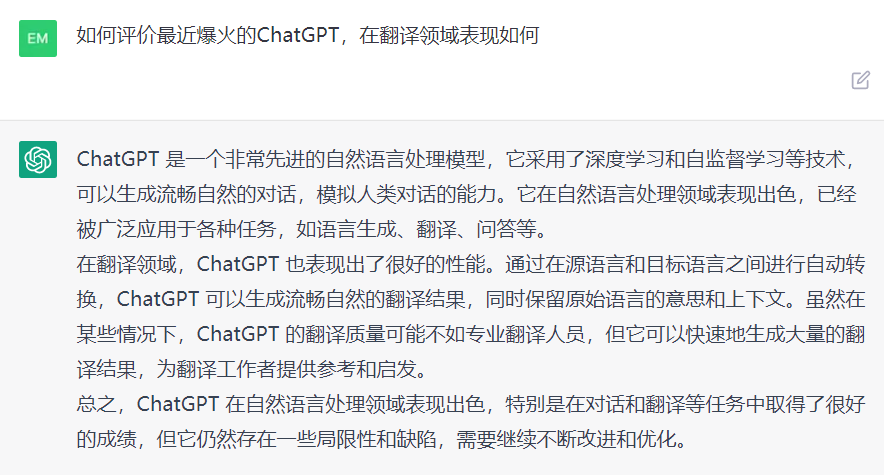 EM
如何评价最近爆火的ChatGPT，在翻译领域表现如何
ChatGPT 是一个非常先进的自然语言处理模型，它采用了深度学习和自监督学习等技术，
可以生成流畅自然的对话，模拟人类对话的能力。它在自然语言处理领域表现出色，已经
被广泛应用于各种任务，如语言生成、翻译、问答等。
在翻译领域，ChatGPT 也表现出了很好的性能。通过在源语言和目标语言之间进行自动转
换，ChatGPT 可以生成流畅自然的翻译结果，同时保留原始语言的意思和上下文。虽然在
某些情况下，ChatGPT 的翻译质量可能不如专业翻译人员，但它可以快速地生成大量的翻
译结果，为翻译工作者提供参考和启发。
总之，ChatGPT 在自然语言处理领域表现出色，特别是在对话和翻译等任务中取得了很好
的成绩，但它仍然存在一些局限性和缺陷，需要继续不断改进和优化。